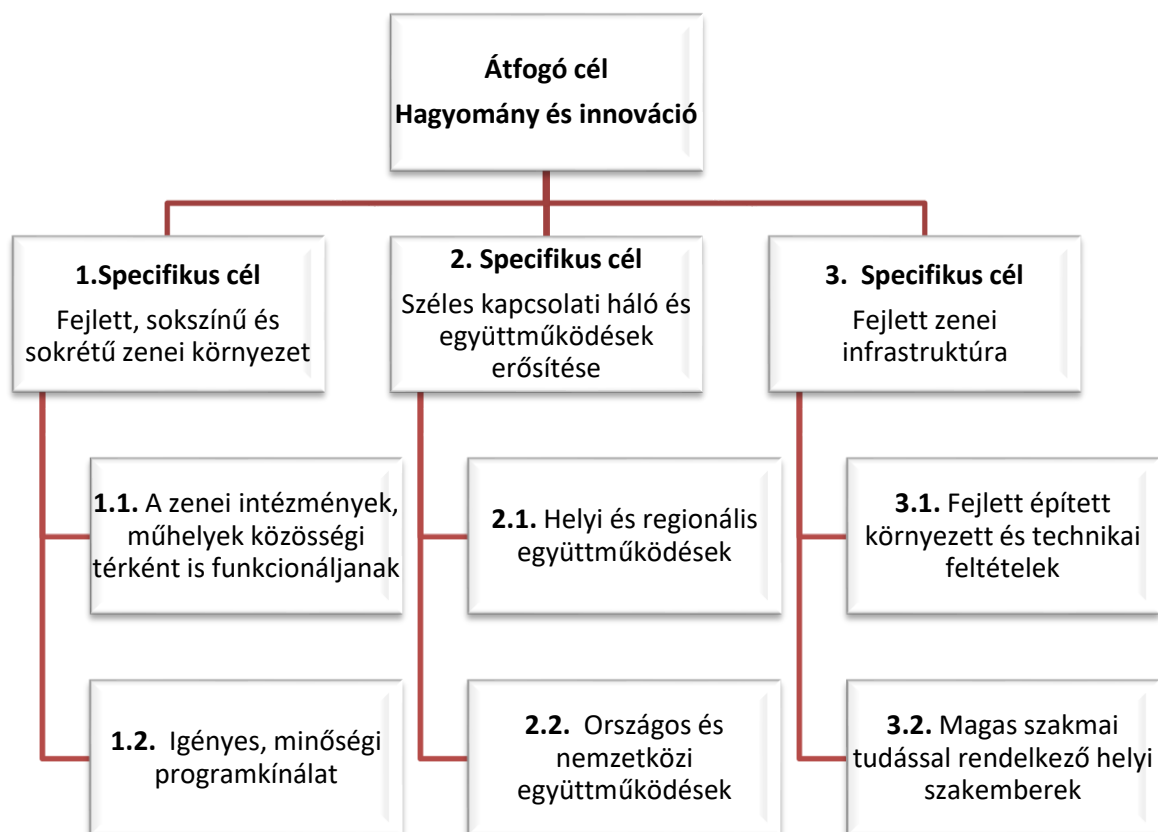 Átfogó cél
Hagyomány és innováció
1.Specifikus cél
Fejlett, sokszínű és
sokrétű zenei környezet
2. Specifikus cél
Széles kapcsolati háló és
együttműködések
erősítése
3. Specifikus cél
Fejlett zenei
infrastruktúra
1.1. A zenei intézmények,
műhelyek közösségi
térként is funkcionáljanak
2.1. Helyi és regionális
együttműködések
3.1. Fejlett épített
környezett és technikai
feltételek
1.2. Igényes, minőségi
programkínálat
2.2. Országos és
nemzetközi
együttműködések
3.2. Magas szakmai
tudással rendelkező helyi
szakemberek